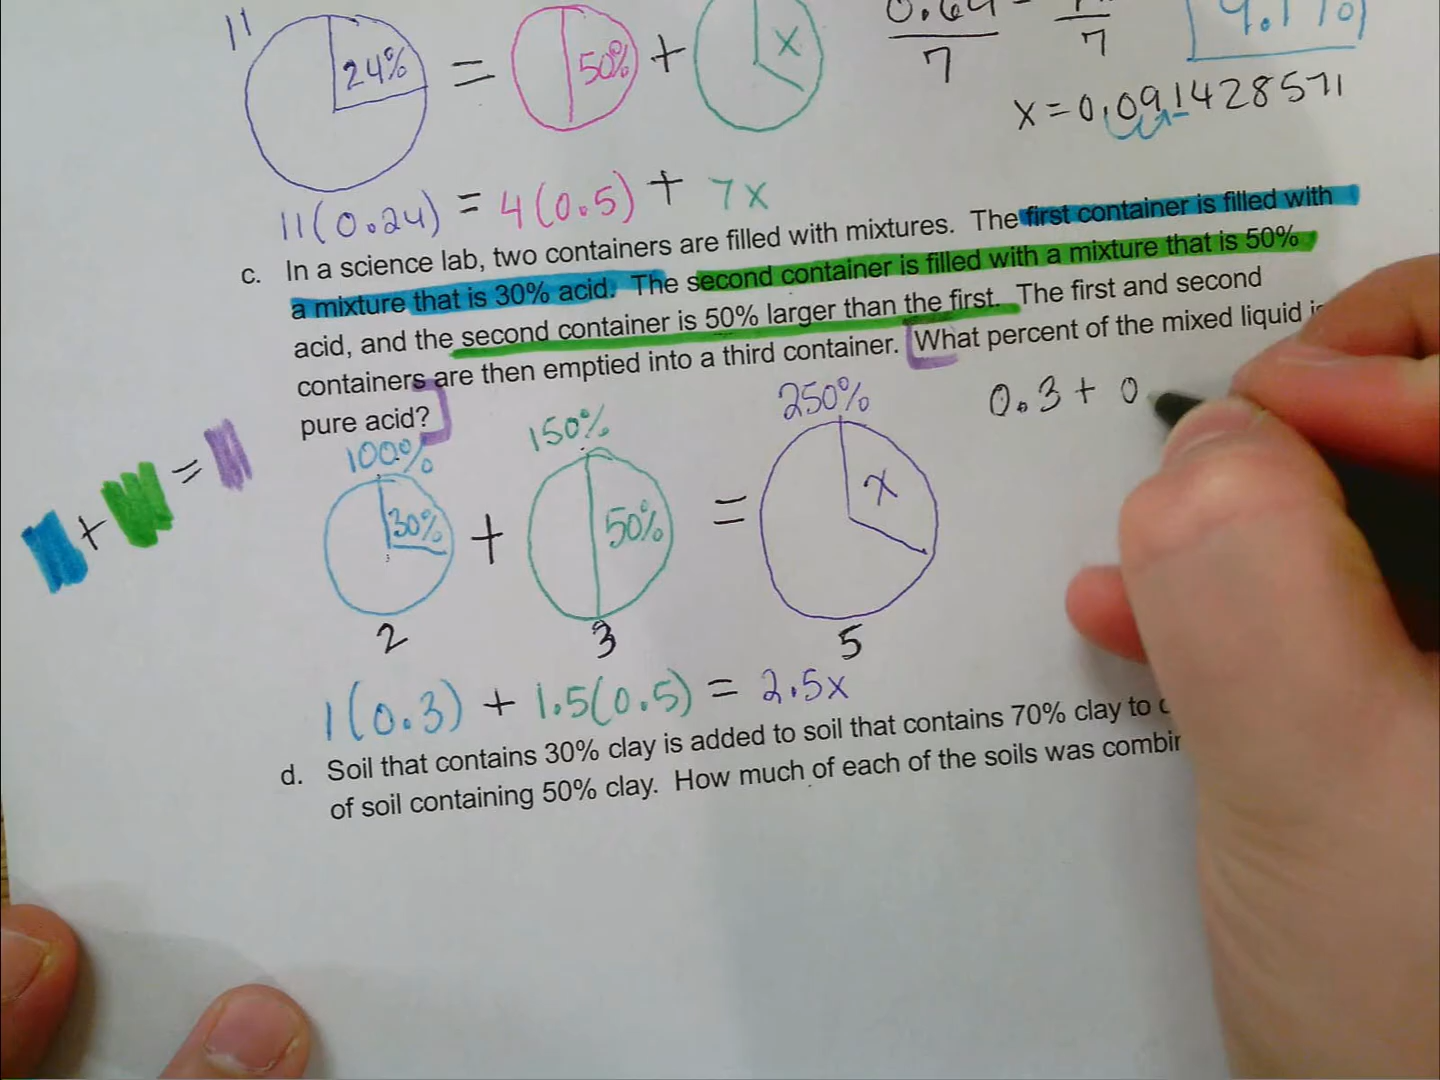 11
24% = 50% + x
7
7
x = 0.091428571
11(0.24) = 4(0.5) + 7x
c. In a science lab, two containers are filled with mixtures. The first container is filled with
a mixture that is 30% acid. The second container is filled with a mixture that is 50%
acid, and the second container is 50% larger than the first. The first and second
containers are then emptied into a third container. What percent of the mixed liquid
pure acid?
0.3 + 0
100% 150% 250%
30% + 50% = x
+ =
2 3 5
1(0.3) + 1.5(0.5) = 2.5x
d. Soil that contains 30% clay is added to soil that contains 70% clay to
of soil containing 50% clay. How much of each of the soils was